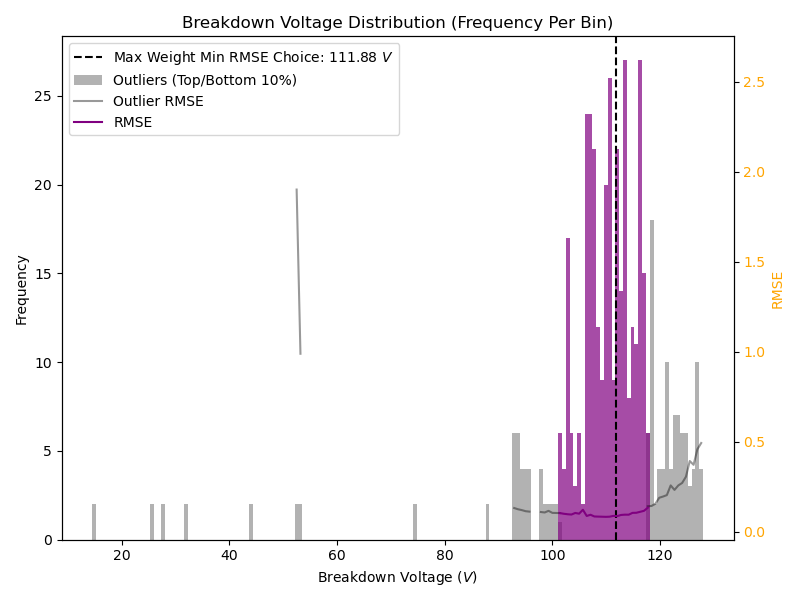 Breakdown Voltage Distribution (Frequency Per Bin)
Max Weight Min RMSE Choice: 111.88 V
Outliers (Top/Bottom 10%)
Outlier RMSE
RMSE
Frequency
0
5
10
15
20
25
20
40
60
80
100
120
Breakdown Voltage (V)
0.0
0.5
1.0
1.5
2.0
2.5
RMSE